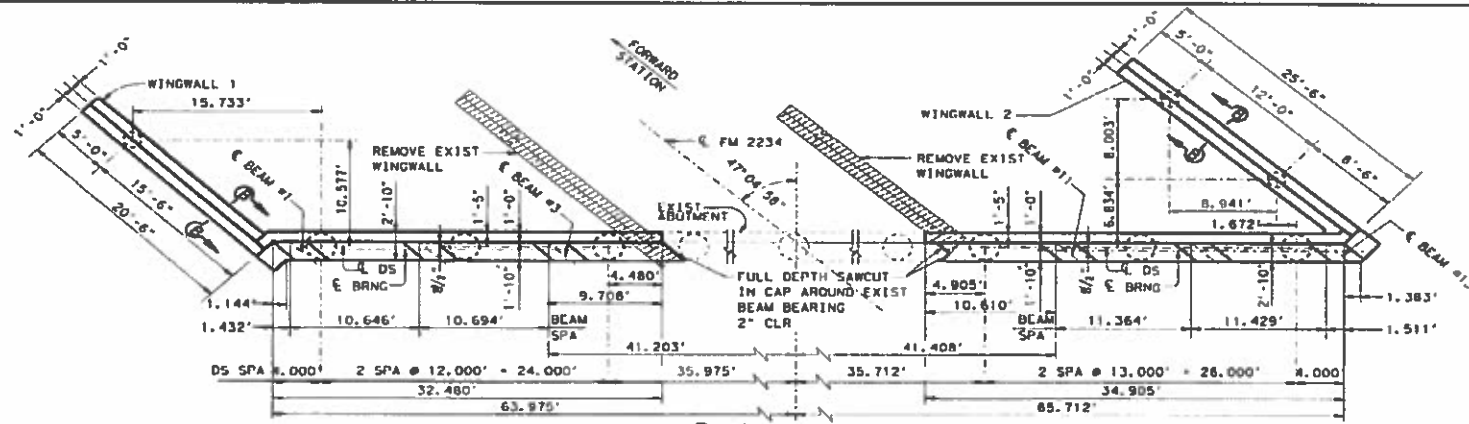 1'-0"
WINGWALL 1
1'-0"
15.733'
5'-0"
15'-6"
20'-6"
10.577'
2'-10"
1'-5"
1'-0"
REMOVE EXIST
WINGWALL
℄ BEAM #1
℄ BEAM #3
FORWARD
STATION
℄ FM 2234
EXIST
ABUTMENT
REMOVE EXIST
WINGWALL
WINGWALL 2
℄ BEAM #11
1'-0"
5'-0"
12'-0"
25'-6"
8'-6"
8.003'
6.834'
8.941'
1.672'
1'-5"
1'-0"
℄ DS
℄ BRNG
8½"
1'-10"
4.480'
9.706'
FULL DEPTH SAWCUT
IN CAP AROUND EXIST
BEAM BEARING
2" CLR
4.905'
10.610'
1'-10"
8½"
℄ DS
℄ BRNG
2'-10"
1.383'
1.144'
1.432'
10.646'
10.694'
BEAM
SPA
BEAM
SPA
11.364'
11.429'
1.511'
41.203'
41.408'
DS SPA 4.000'
2 SPA @ 12.000' = 24.000'
35.975'
35.712'
2 SPA @ 13.000' = 26.000'
4.000'
32.480'
34.905'
63.975'
65.712'